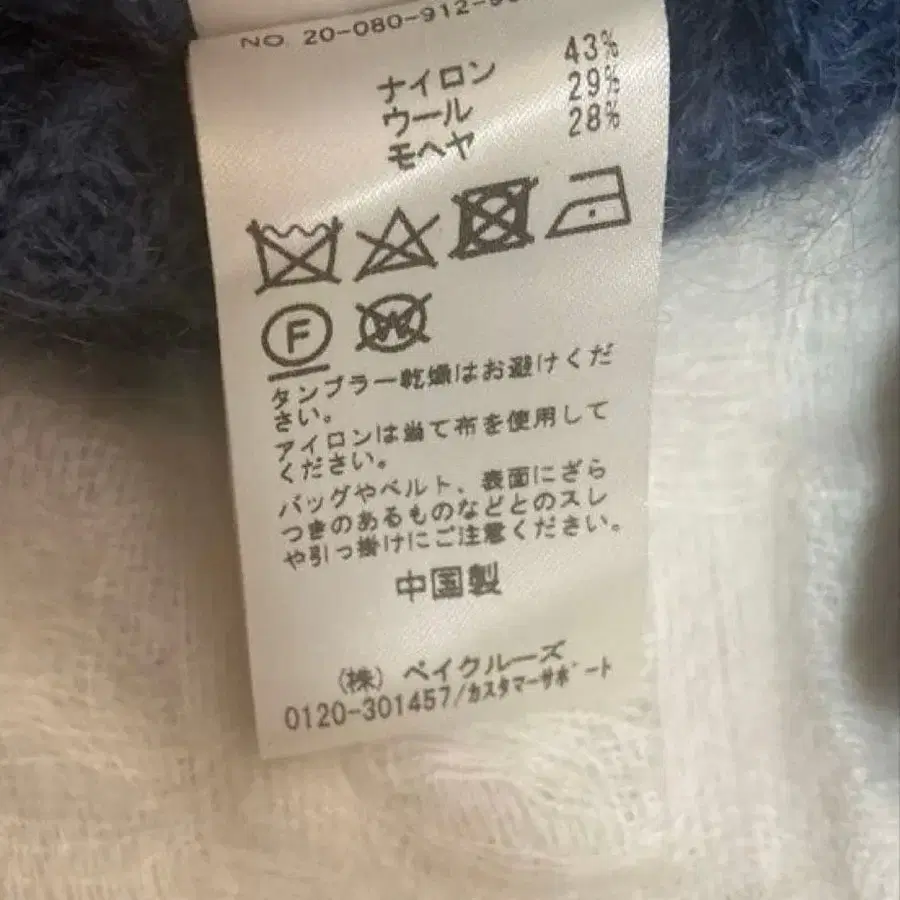 NO 20-080-912-
ナイロン 43%
ウール 29%
モヘヤ 28%
F W
タンブラー乾燥はお避けくだ
さい。
アイロンは当て布を使用して
ください。
バッグやベルト、表面にざら
つきのあるものなどとのスレ
や引っ掛けにご注意ください。
中国製
(株) ベイクルーズ
0120-301457/カスタマーサポート